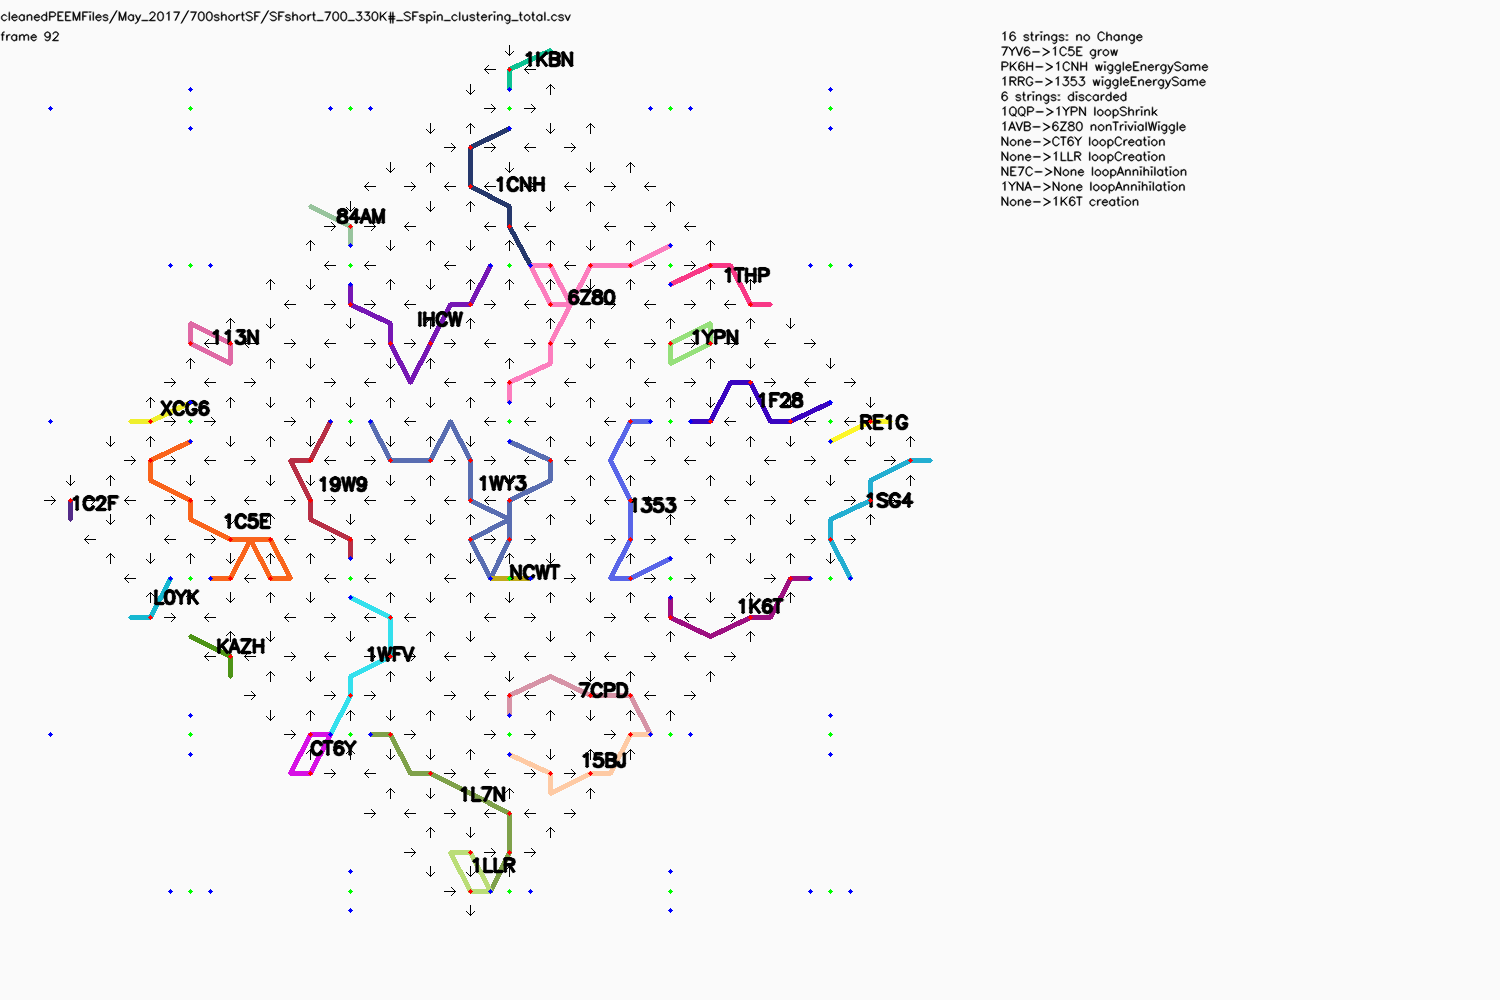 cleanedPEEMFiles/May_2017/700shortSF/SFshort_700_330K#_SFspin_clustering_total.csv
frame 92
16 strings: no Change
7YV6->1C5E grow
PK6H->1CNH wiggleEnergySame
1RRG->1353 wiggleEnergySame
6 strings: discarded
1QQP->1YPN loopShrink
1AVB->6Z8O nonTrivialWiggle
None->CT6Y loopCreation
None->1LLR loopCreation
NE7C->None loopAnnihilation
1YNA->None loopAnnihilation
None->1K6T creation
1KBN
1CNH
84AM
1THP
6Z8O
IHCW
113N
1YPN
XCG6
1F28
RE1G
19W9
1WY3
1C2F
1353
1SG4
1C5E
NCWT
L0YK
1K6T
KAZH
1WFV
7CPD
CT6Y
15BJ
1L7N
1LLR